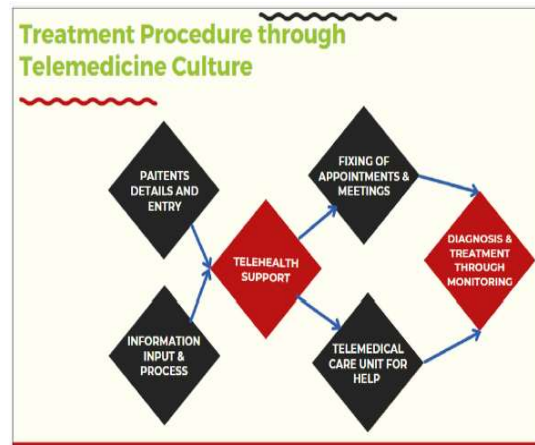 Treatment Procedure through
Telemedicine Culture
PAITENTS
DETAILS AND
ENTRY
FIXING OF
APPOINTMENTS &
MEETINGS
TELEHEALTH
SUPPORT
DIAGNOSIS &
TREATMENT
THROUGH
MONITORING
INFORMATION
INPUT &
PROCESS
TELEMEDICAL
CARE UNIT FOR
HELP